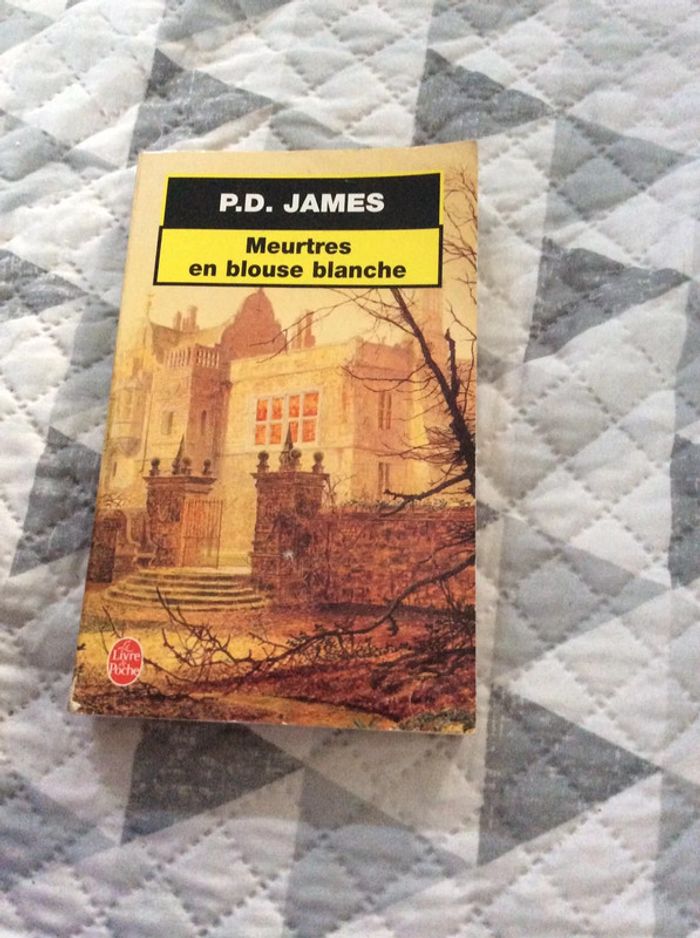 P.D. JAMES
Meurtres
en blouse blanche
Le
Livre
de
Poche